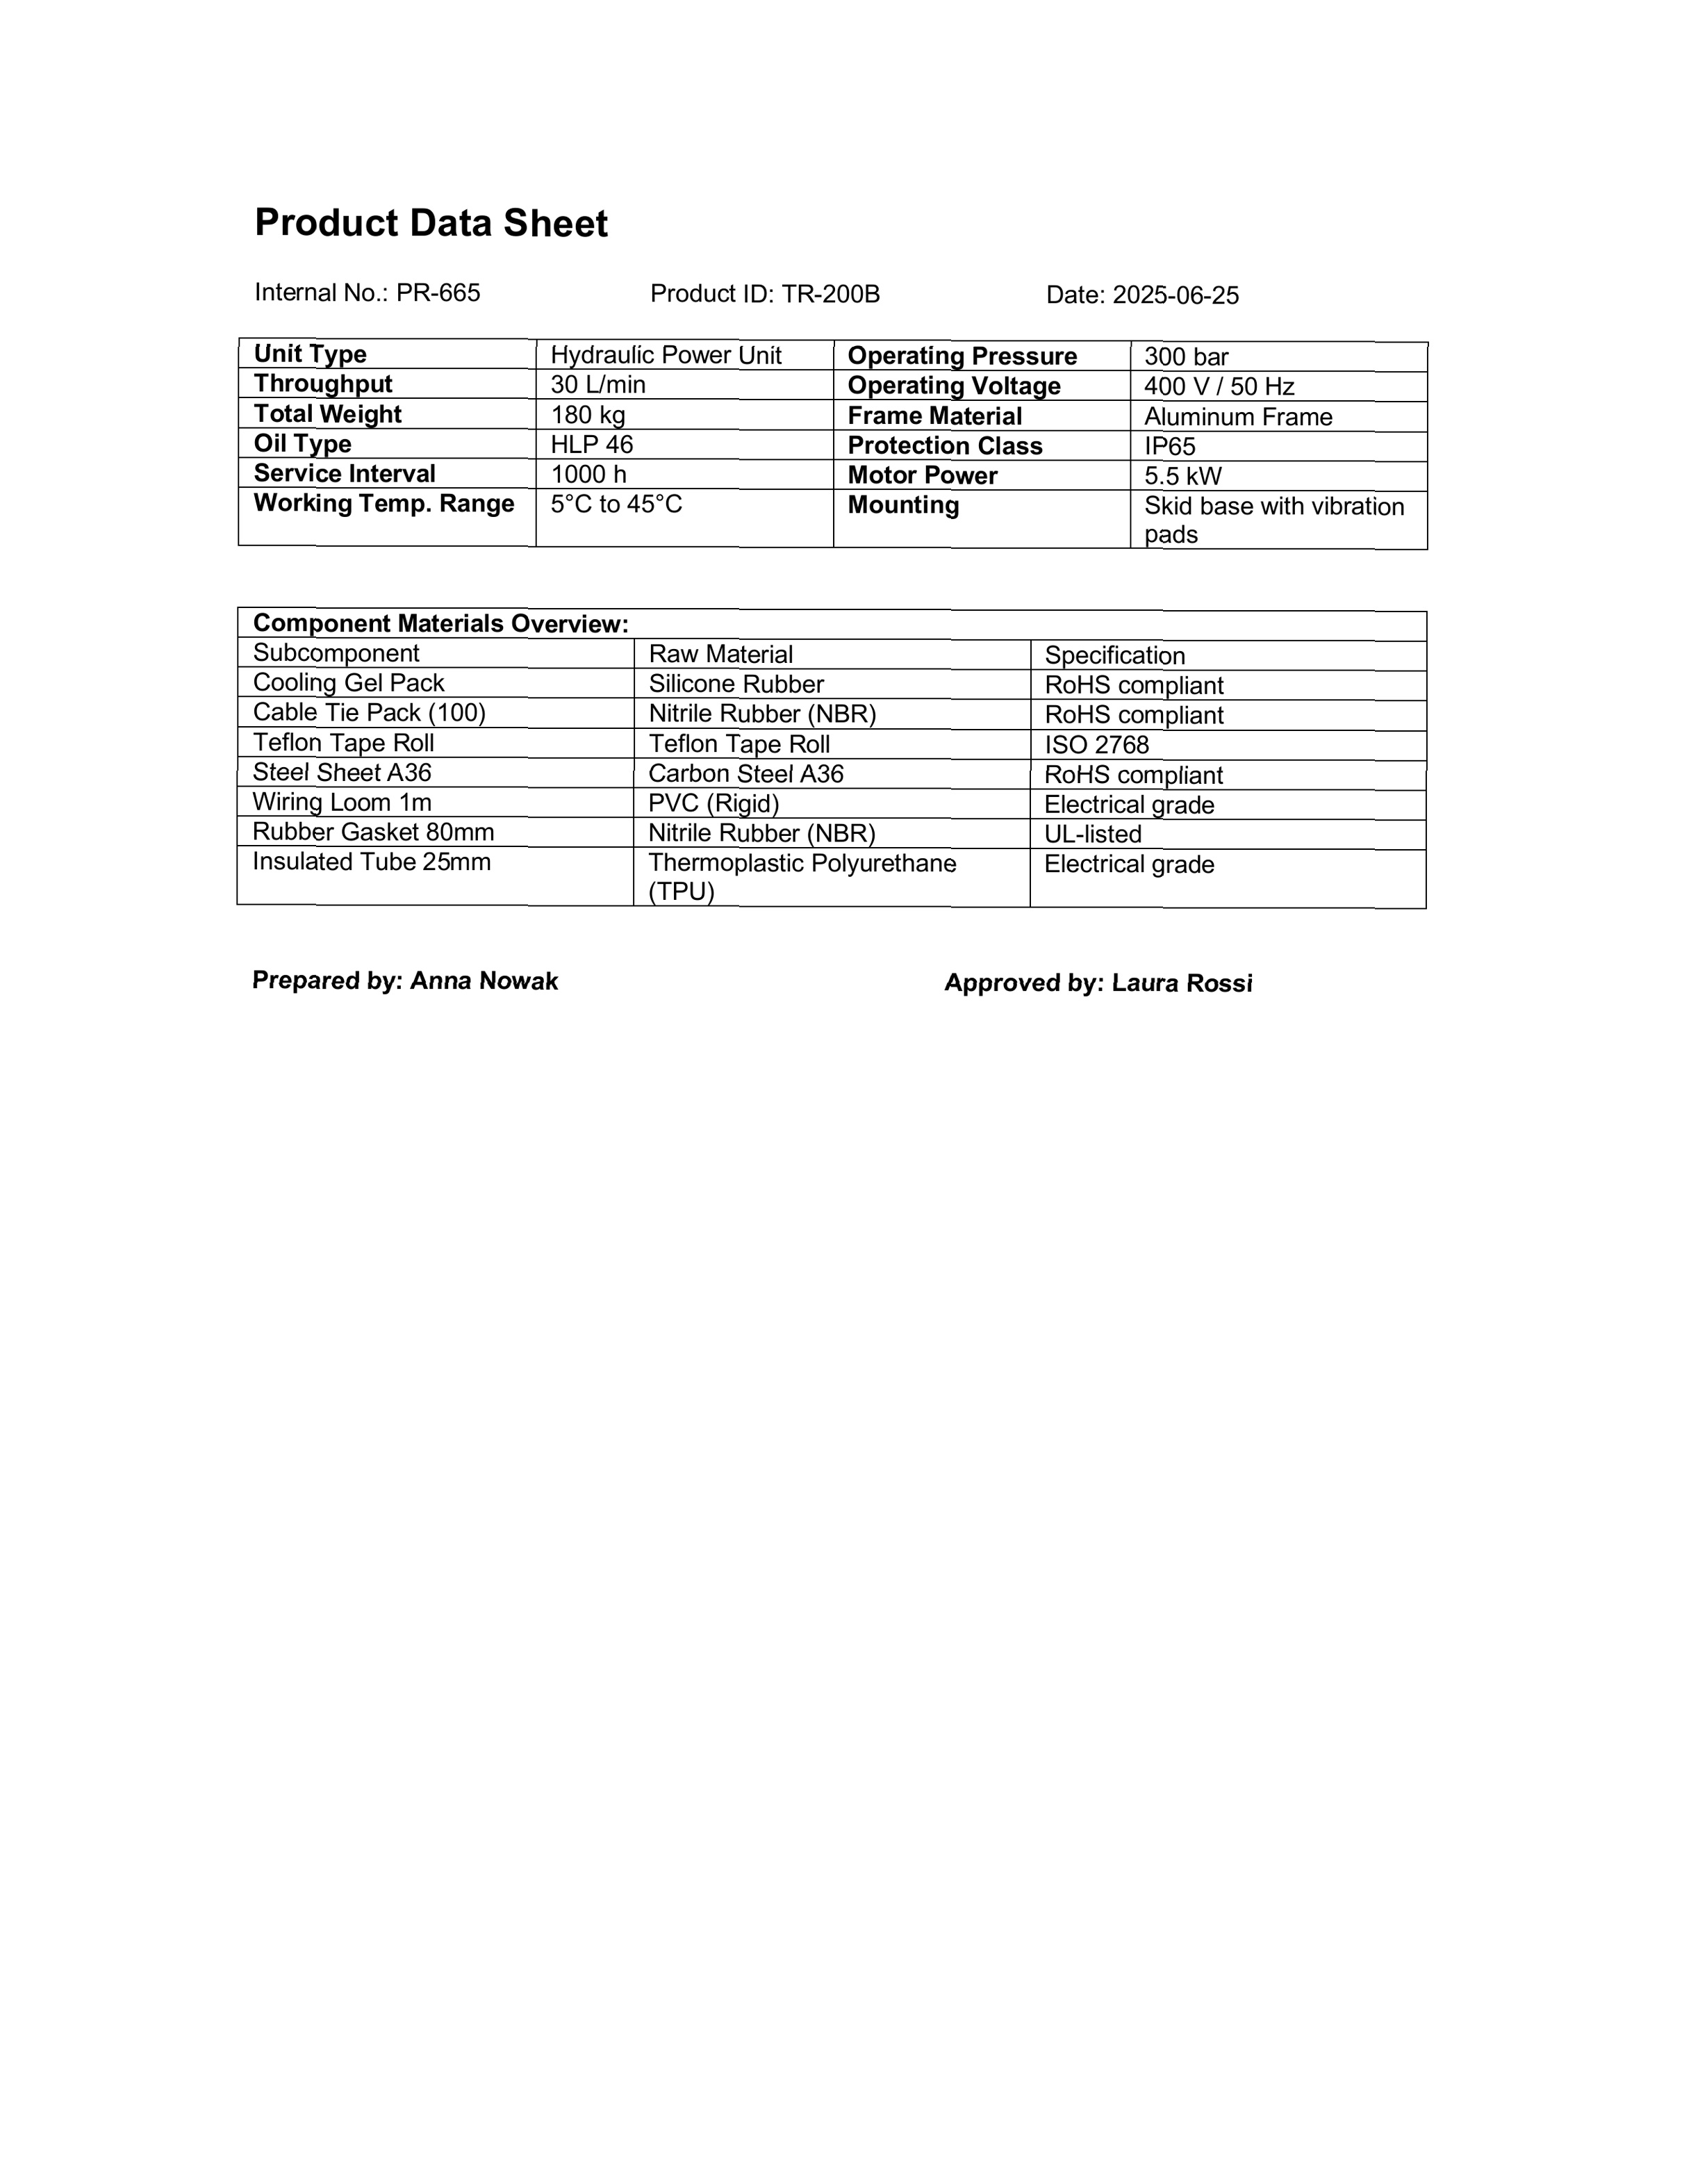 Product Data Sheet
Internal No.: PR-665 Product ID: TR-200B Date: 2025-06-25
Unit Type Hydraulic Power Unit Operating Pressure 300 bar
Throughput 30 L/min Operating Voltage 400 V / 50 Hz
Total Weight 180 kg Frame Material Aluminum Frame
Oil Type HLP 46 Protection Class IP65
Service Interval 1000 h Motor Power 5.5 kW
Working Temp. Range 5°C to 45°C Mounting Skid base with vibration
pads
Component Materials Overview:
Subcomponent Raw Material Specification
Cooling Gel Pack Silicone Rubber RoHS compliant
Cable Tie Pack (100) Nitrile Rubber (NBR) RoHS compliant
Teflon Tape Roll Teflon Tape Roll ISO 2768
Steel Sheet A36 Carbon Steel A36 RoHS compliant
Wiring Loom 1m PVC (Rigid) Electrical grade
Rubber Gasket 80mm Nitrile Rubber (NBR) UL-listed
Insulated Tube 25mm Thermoplastic Polyurethane Electrical grade
(TPU)
Prepared by: Anna Nowak Approved by: Laura Rossi